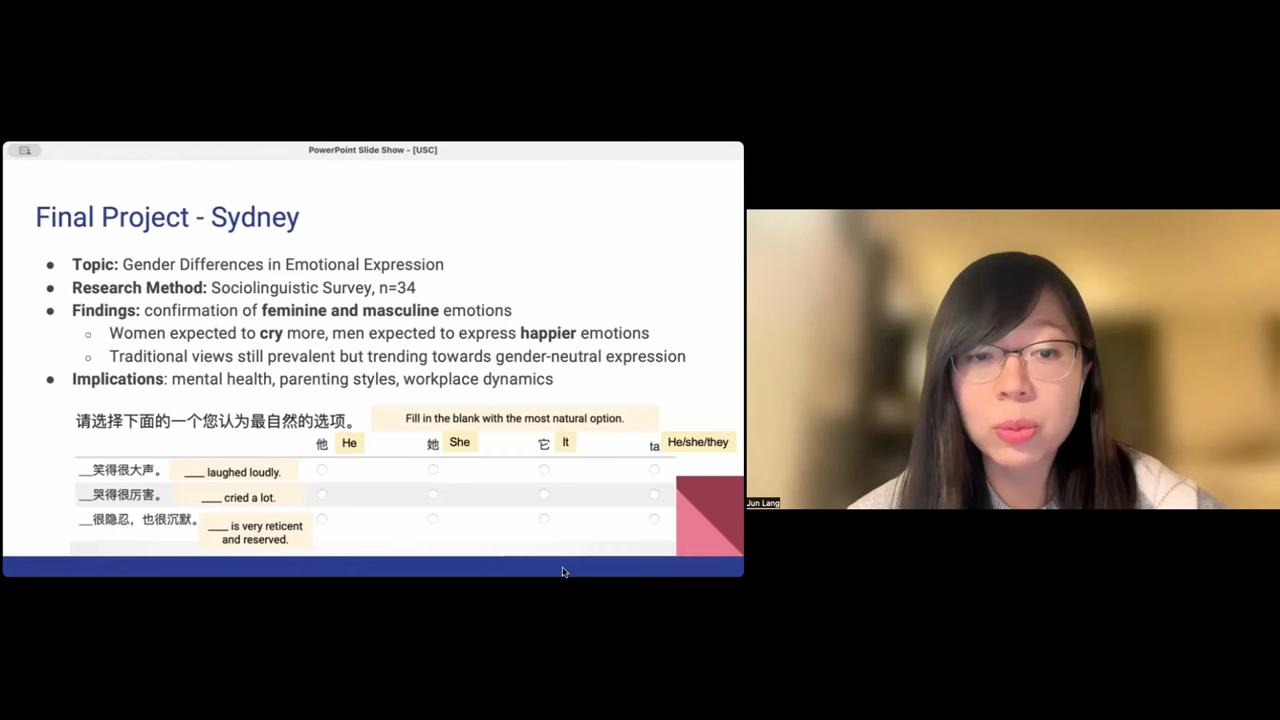 PowerPoint Slide Show - [USC]
Final Project - Sydney
● Topic: Gender Differences in Emotional Expression
● Research Method: Sociolinguistic Survey, n=34
● Findings: confirmation of feminine and masculine emotions
○ Women expected to cry more, men expected to express happier emotions
○ Traditional views still prevalent but trending towards gender-neutral expression
● Implications: mental health, parenting styles, workplace dynamics
请选择下面的一个您认为最自然的选项。 Fill in the blank with the most natural option.
他 He 她 She 它 It ta He/she/they
__笑得很大声。 ___ laughed loudly.
__哭得很厉害。 ___ cried a lot.
__很隐忍，也很沉默。 ___ is very reticent
and reserved.
Jun Lang